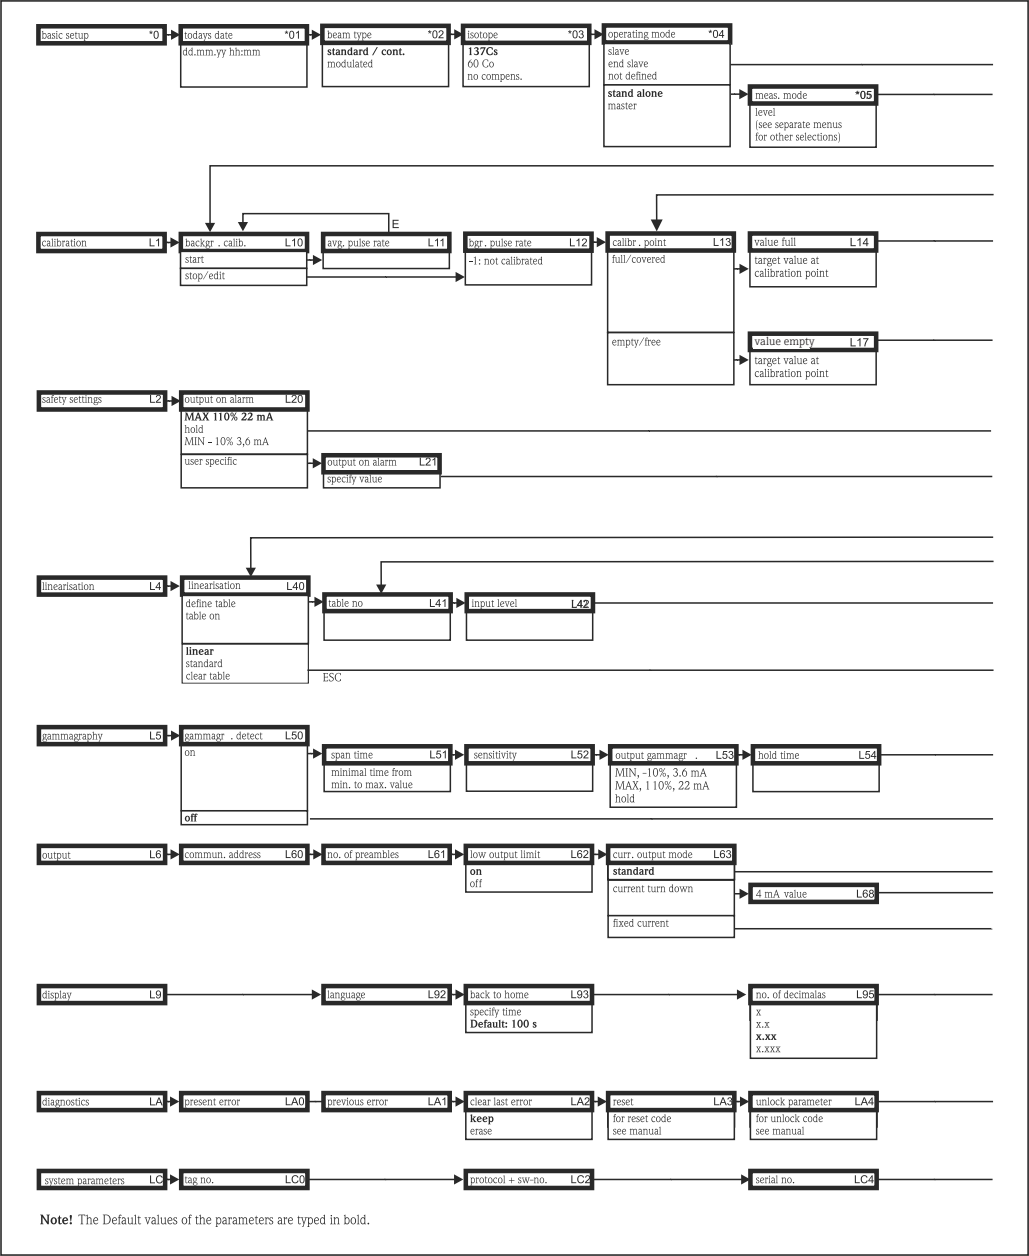 basic setup *0
todays date *01
dd.mm.yy hh:mm
beam type *02
standard / cont.
modulated
isotope *03
137Cs
60 Co
no compens.
operating mode *04
slave
end slave
not defined
stand alone
master
meas. mode *05
level
(see separate menus
for other selections)
calibration L1
backgr . calib. L10
start
stop/edit
E
avg. pulse rate L11
bgr. pulse rate L12
-1: not calibrated
calibr. point L13
full/covered
empty/free
value full L14
target value at
calibration point
value empty L17
target value at
calibration point
safety settings L2
output on alarm L20
MAX 110% 22 mA
hold
MIN - 10% 3,6 mA
user specific
output on alarm L21
specify value
linearisation L4
linearisation L40
define table
table on
linear
standard
clear table
table no L41
input level L42
ESC
gammagraphy L5
gammagr . detect L50
on
off
span time L51
minimal time from
min. to max. value
sensitivity L52
output gammagr . L53
MIN, -10%, 3.6 mA
MAX, 110%, 22 mA
hold
hold time L54
output L6
commun. address L60
no. of preambles L61
low output limit L62
on
off
curr. output mode L63
standard
current turn down
fixed current
4 mA value L68
display L9
language L92
back to home L93
specify time
Default: 100 s
no. of decimalas L95
x
x.x
x.xx
x.xxx
diagnostics LA
present error LA0
previous error LA1
clear last error LA2
keep
erase
reset LA3
for reset code
see manual
unlock parameter LA4
for unlock code
see manual
system parameters LC
tag no. LC0
protocol + sw-no. LC2
serial no. LC4
Note! The Default values of the parameters are typed in bold.